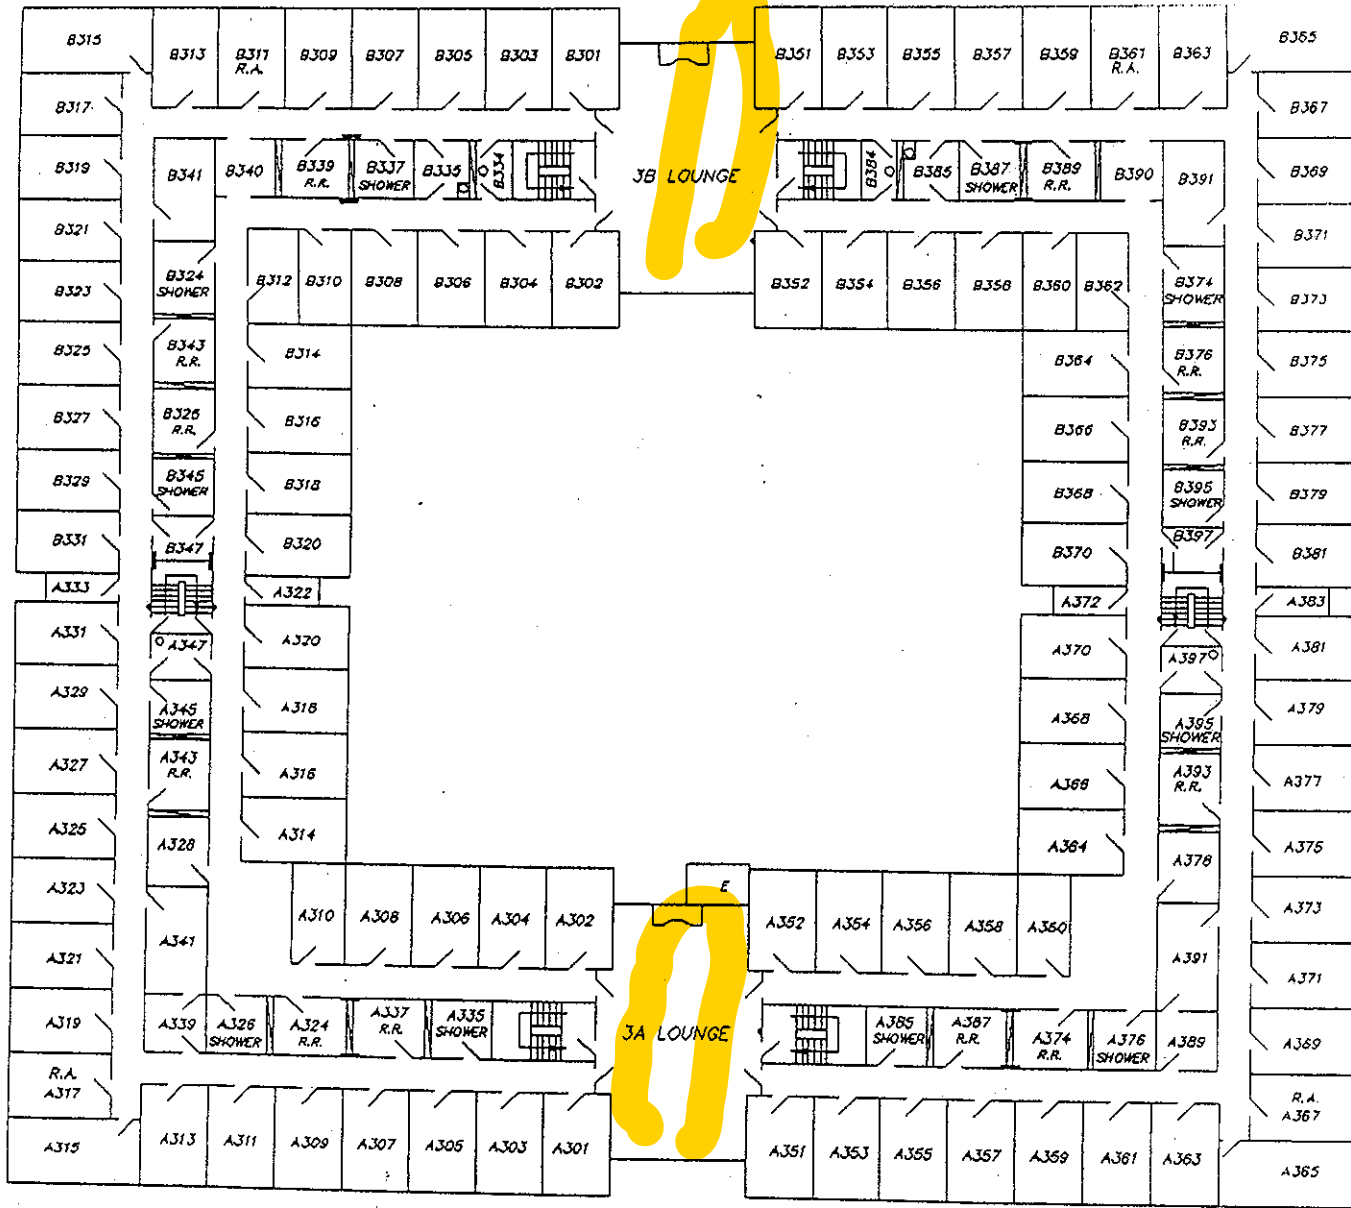 B315
B313
B311
R.A.
B309
B307
B305
B303
B301
B351
B353
B355
B357
B359
B361
R.A.
B363
B365
B317
B367
B319
B341
B340
B339
R.R.
B337
SHOWER
B335
B334
3B LOUNGE
B384
B385
B387
SHOWER
B389
R.R.
B390
B391
B369
B321
B371
B324
SHOWER
B312
B310
B308
B306
B304
B302
B352
B354
B356
B358
B360
B362
B374
SHOWER
B323
B373
B325
B343
R.R.
B314
B364
B376
R.R.
B375
B327
B326
R.R.
B316
B366
B393
R.R.
B377
B329
B345
SHOWER
B318
B368
B395
SHOWER
B379
B331
B347
B320
B370
B397
B381
A333
A322
A372
A383
A331
A347
A320
A370
A397
A381
A329
A345
SHOWER
A318
A368
A395
SHOWER
A379
A327
A343
R.R.
A316
A366
A393
R.R.
A377
A325
A328
A314
A364
A378
A375
A323
A310
A308
A306
A304
A302
E
A352
A354
A356
A358
A360
A373
A321
A341
A391
A371
A319
A339
A326
SHOWER
A324
R.R.
A337
R.R.
A335
SHOWER
3A LOUNGE
A385
SHOWER
A387
R.R.
A374
R.R.
A376
SHOWER
A389
A369
R.A.
A317
R.A.
A367
A315
A313
A311
A309
A307
A305
A303
A301
A351
A353
A355
A357
A359
A361
A363
A365